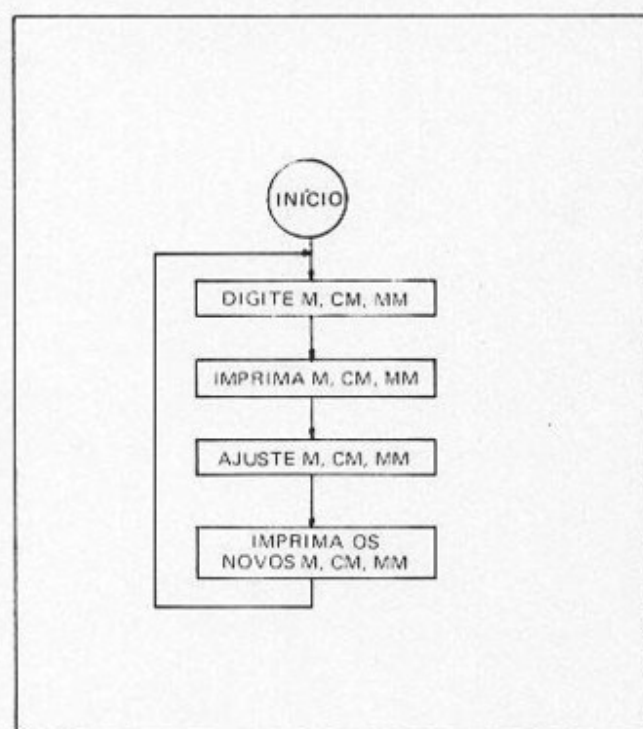 INÍCIO
DIGITE M, CM, MM
IMPRIMA M, CM, MM
AJUSTE M, CM, MM
IMPRIMA OS
NOVOS M, CM, MM